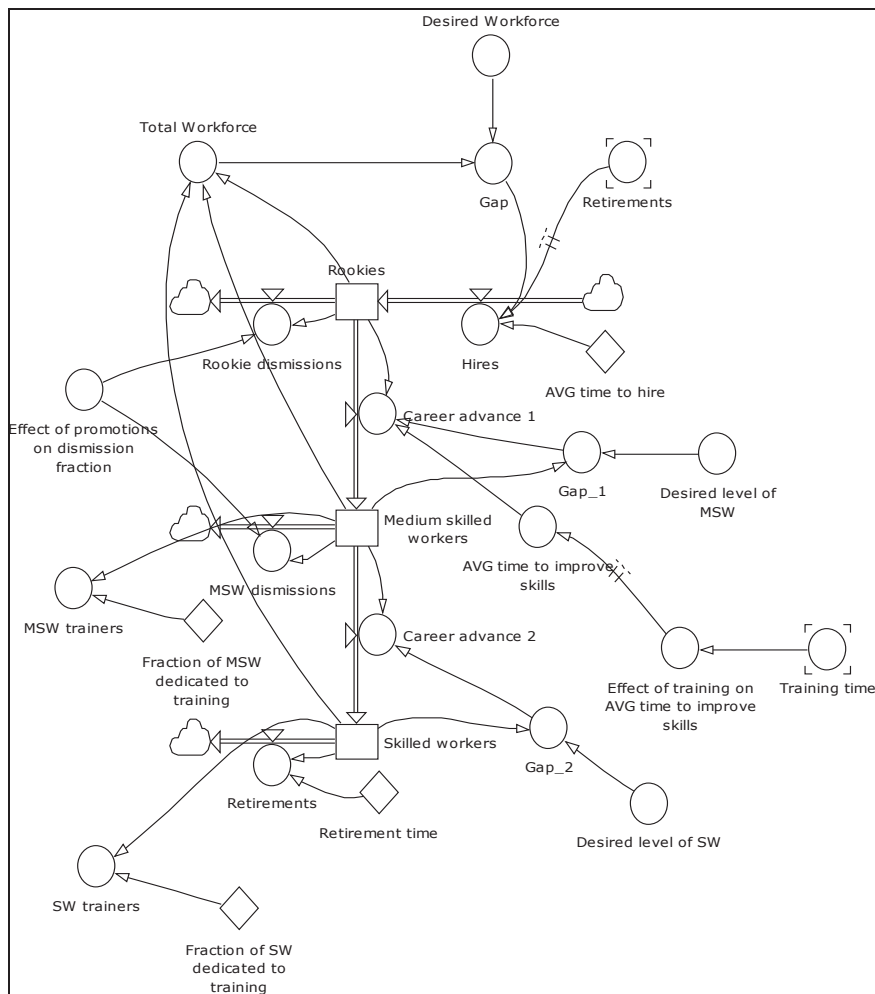 Desired Workforce
Total Workforce
Gap
Retirements
Rookies
Rookie dismissions
Hires
AVG time to hire
Effect of promotions
on dismission
fraction
Career advance 1
Gap_1
Desired level of
MSW
Medium skilled
workers
AVG time to improve
skills
MSW dismissions
MSW trainers
Fraction of MSW
dedicated to
training
Career advance 2
Effect of training on
AVG time to improve
skills
Training time
Skilled workers
Gap_2
Retirements
Retirement time
Desired level of SW
SW trainers
Fraction of SW
dedicated to
training